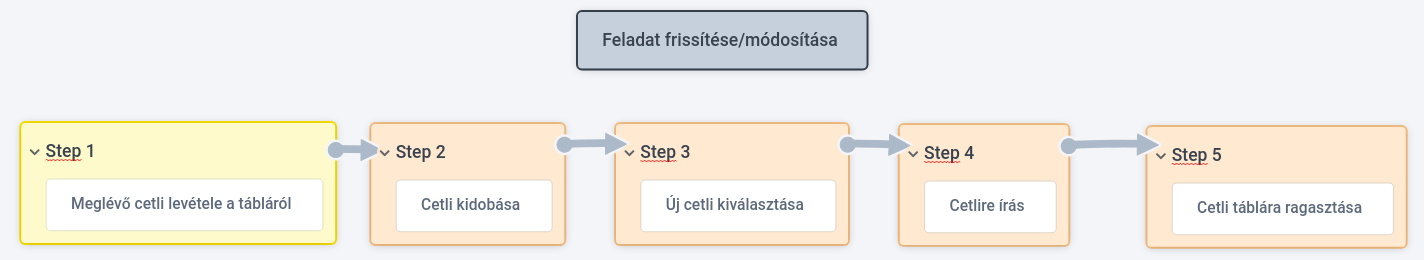 Feladat frissítése/módosítása
Step 1
Meglévő cetli levétele a tábláról
Step 2
Cetli kidobása
Step 3
Új cetli kiválasztása
Step 4
Cetlire írás
Step 5
Cetli táblára ragasztása